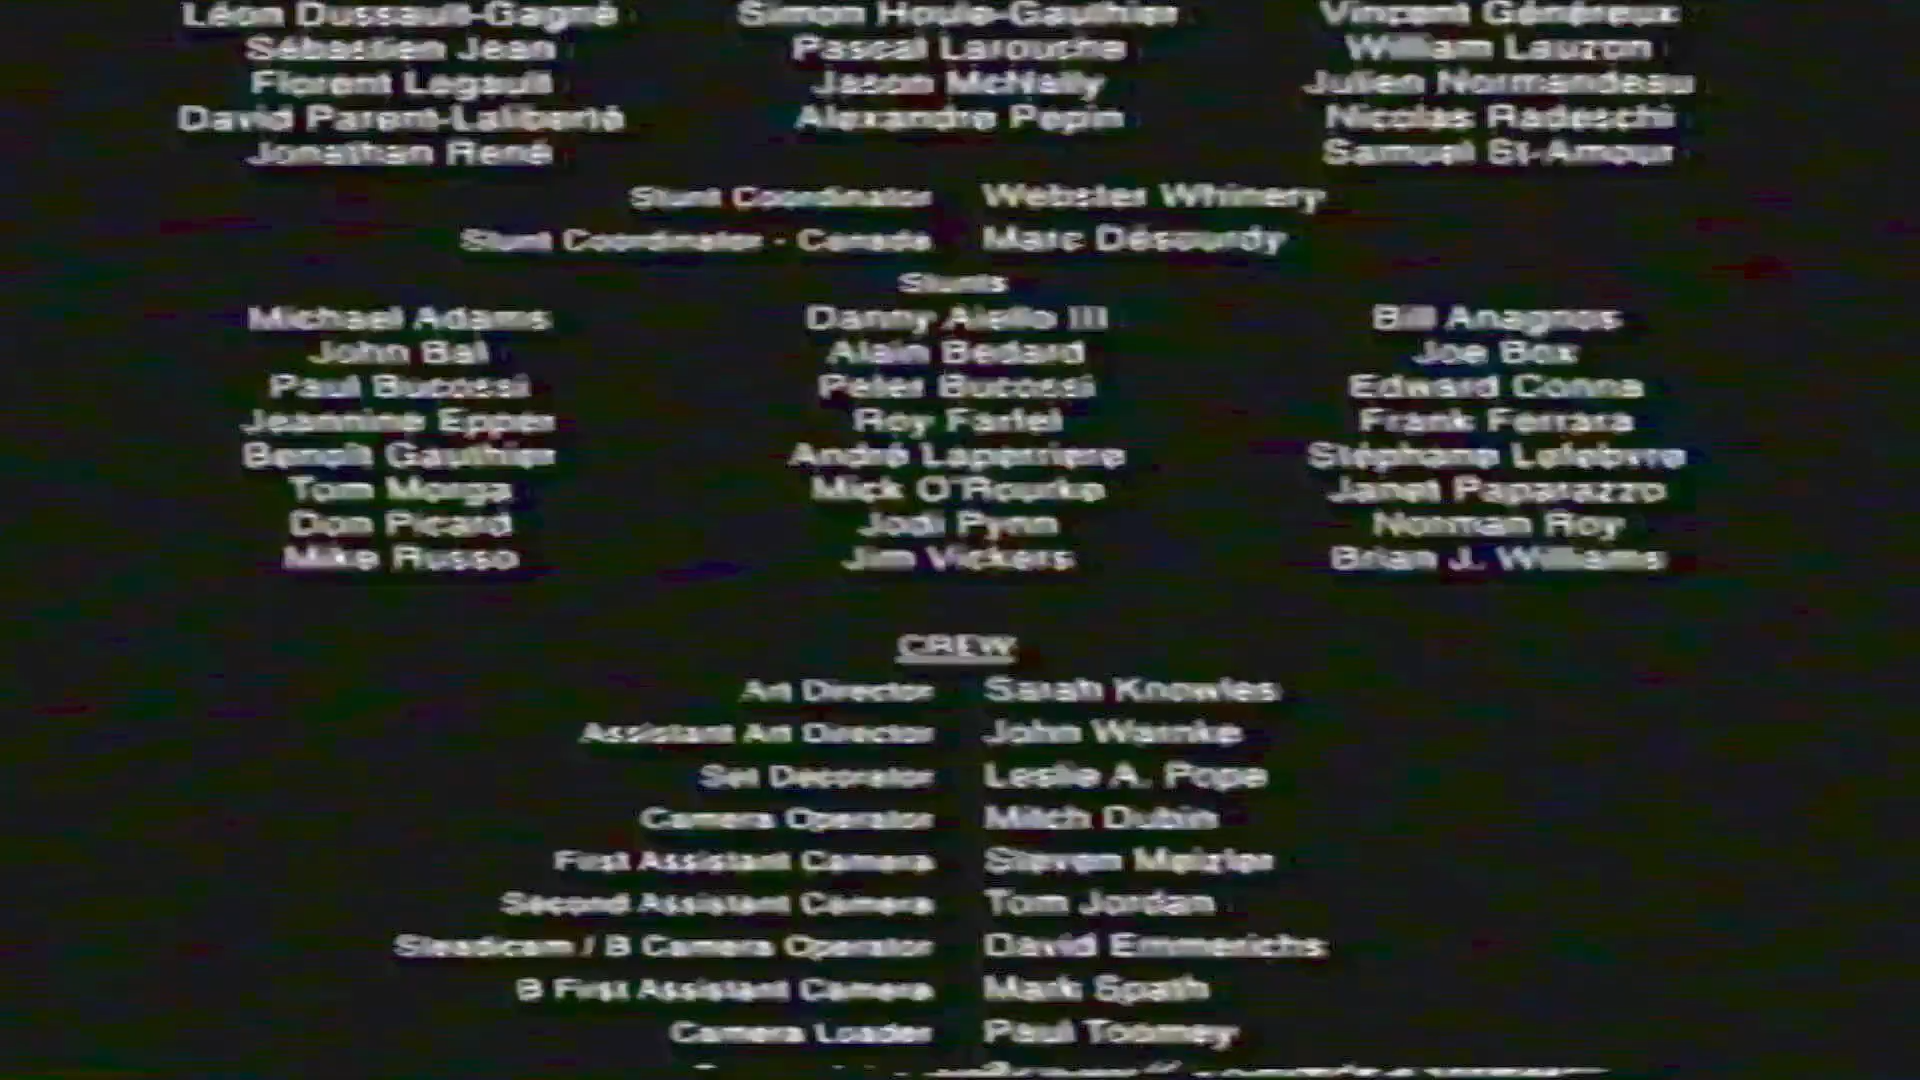 Léon Dussault-Gagné Simon Houle-Gauthier Vincent Généreux
Sébastien Jean Pascal Larouche William Lauzon
Florent Legault Jason McNally Julien Normandeau
David Parent-Laliberté Alexandre Pepin Nicolas Radeschi
Jonathan René Samuel St-Amour
Stunt Coordinator Webster Whinery
Stunt Coordinator - Canada Marc Désourdy
Stunts
Michael Adams Danny Aiello III Bill Anagnos
John Bal Alain Bedard Joe Box
Paul Bucossi Peter Bucossi Edward Conna
Jeannine Epper Roy Farfel Frank Ferrara
Benoît Gauthier André Laperriere Stéphane Lefebvre
Tom Morga Mick O'Rourke Janet Paparazzo
Don Picard Jodi Pynn Norman Roy
Mike Russo Jim Vickers Brian J. Williams
CREW
Art Director Sarah Knowles
Assistant Art Director John Warnke
Set Decorator Leslie A. Pope
Camera Operator Mitch Dubin
First Assistant Camera Steven Meizler
Second Assistant Camera Tom Jordan
Steadicam / B Camera Operator David Emmerichs
B First Assistant Camera Mark Spath
Camera Loader Paul Toomey